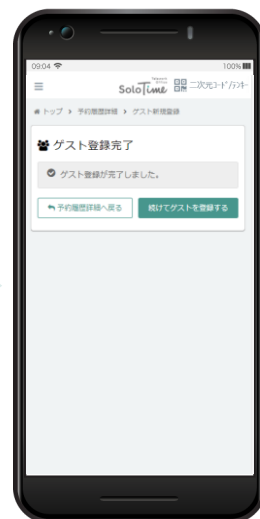 09:04 100%
SoloTime 二次元ｺｰﾄﾞ/ﾃﾝｷｰ
トップ > 予約履歴詳細 > ゲスト新規登録
ゲスト登録完了
ゲスト登録が完了しました。
予約履歴詳細へ戻る 続けてゲストを登録する